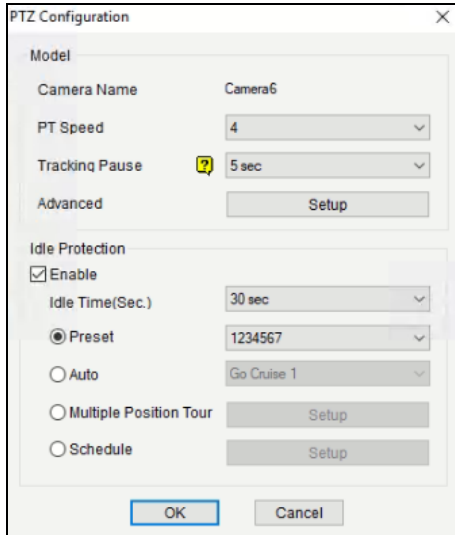 PTZ Configuration
Model
Camera Name Camera6
PT Speed 4
Tracking Pause ? 5 sec
Advanced Setup
Idle Protection
Enable
Idle Time(Sec.) 30 sec
Preset 1234567
Auto Go Cruise 1
Multiple Position Tour Setup
Schedule Setup
OK Cancel